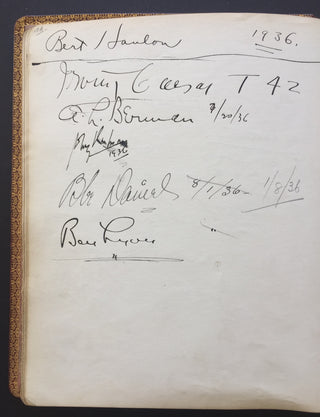 Bert Hanlon 1936.
Irving Caesar T 42
A. L. Berman 7/20/36
1936
Bebe Daniels 8/1/36 1/8/36
Ben Lyon